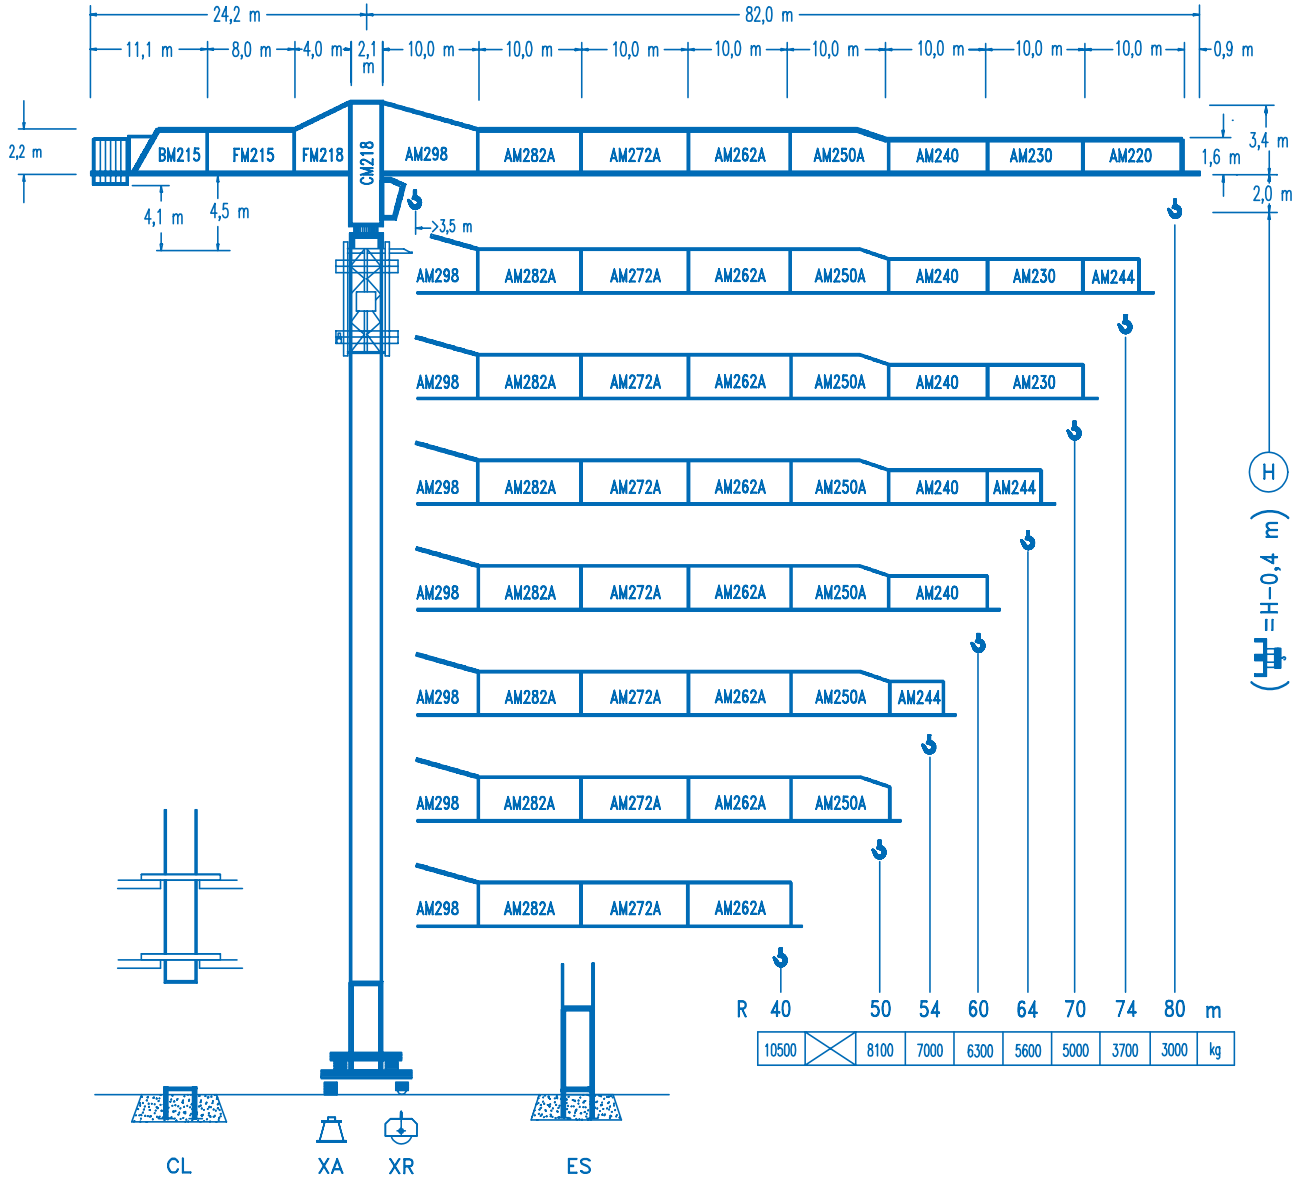 24,2 m 82,0 m
11,1 m 8,0 m 4,0 m 2,1 m 10,0 m 10,0 m 10,0 m 10,0 m 10,0 m 10,0 m 10,0 m 10,0 m 0,9 m
2,2 m BM215 FM215 FM218 CM218 AM298 AM282A AM272A AM262A AM250A AM240 AM230 AM220 1,6 m 3,4 m
4,1 m 4,5 m >3,5 m 2,0 m
AM298 AM282A AM272A AM262A AM250A AM240 AM230 AM244
AM298 AM282A AM272A AM262A AM250A AM240 AM230
AM298 AM282A AM272A AM262A AM250A AM240 AM244
H
(=H-0,4 m)
AM298 AM282A AM272A AM262A AM250A AM240
AM298 AM282A AM272A AM262A AM250A AM244
AM298 AM282A AM272A AM262A AM250A
AM298 AM282A AM272A AM262A
R 40 50 54 60 64 70 74 80 m
10500 8100 7000 6300 5600 5000 3700 3000 kg
CL XA XR ES